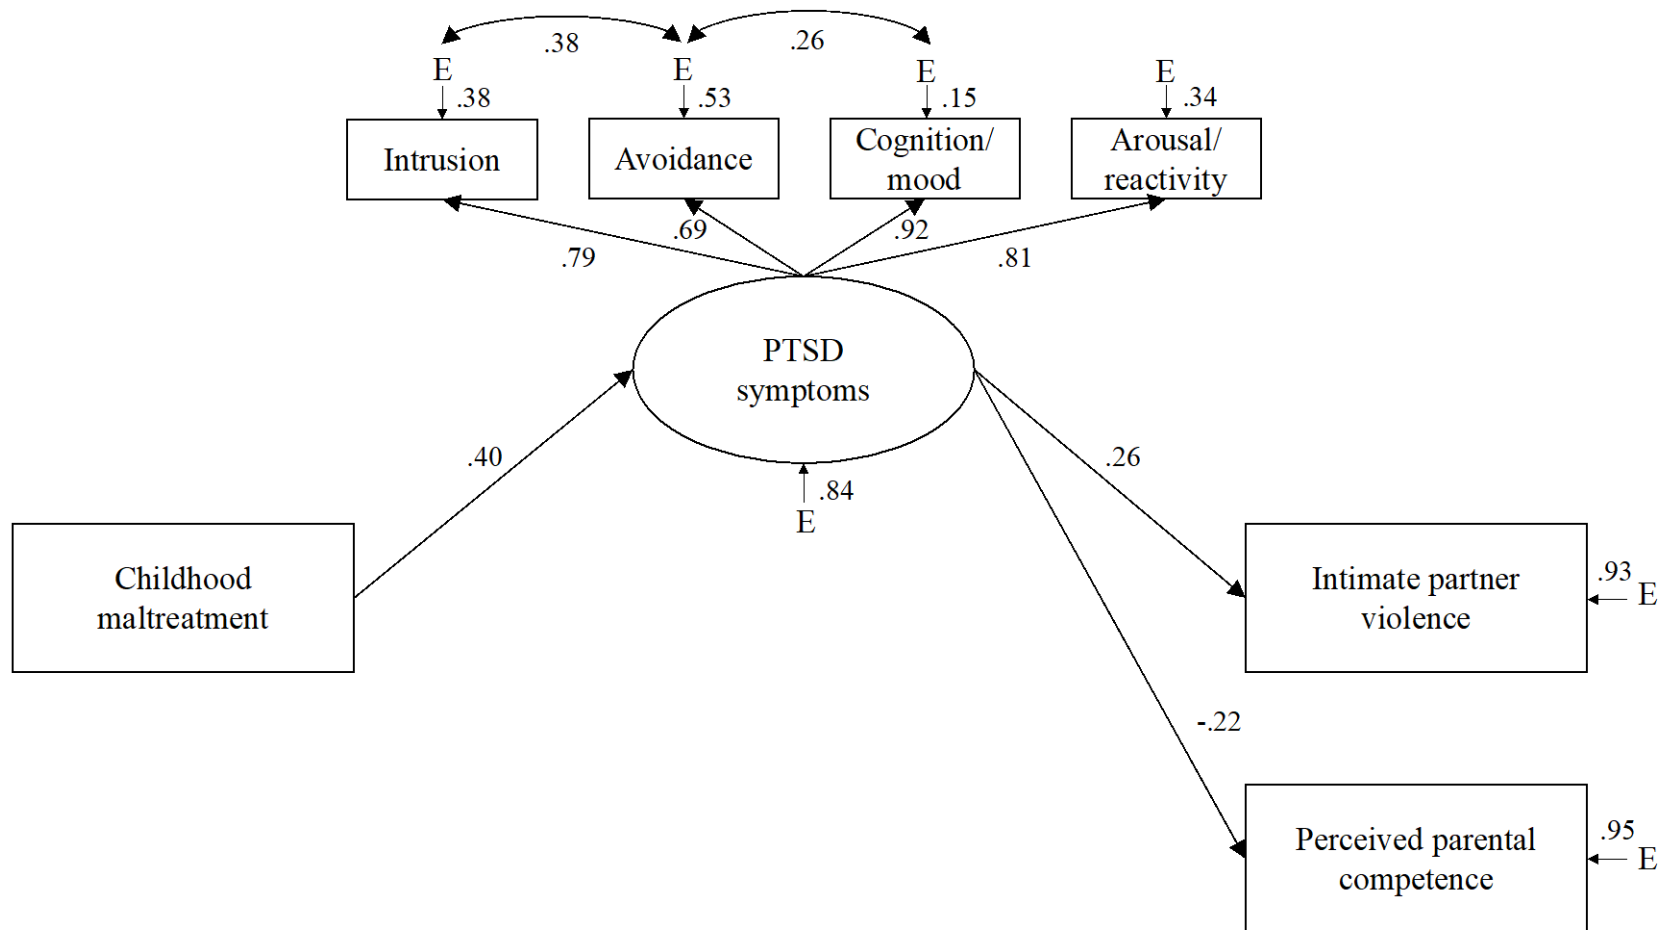 .38
.26
E
E
E
E
.38
.53
.15
.34
Intrusion
Avoidance
Cognition/
mood
Arousal/
reactivity
.79
.69
.92
.81
PTSD
symptoms
.40
.26
.84
E
Childhood
maltreatment
Intimate partner
violence
.93
E
-.22
Perceived parental
competence
.95
E